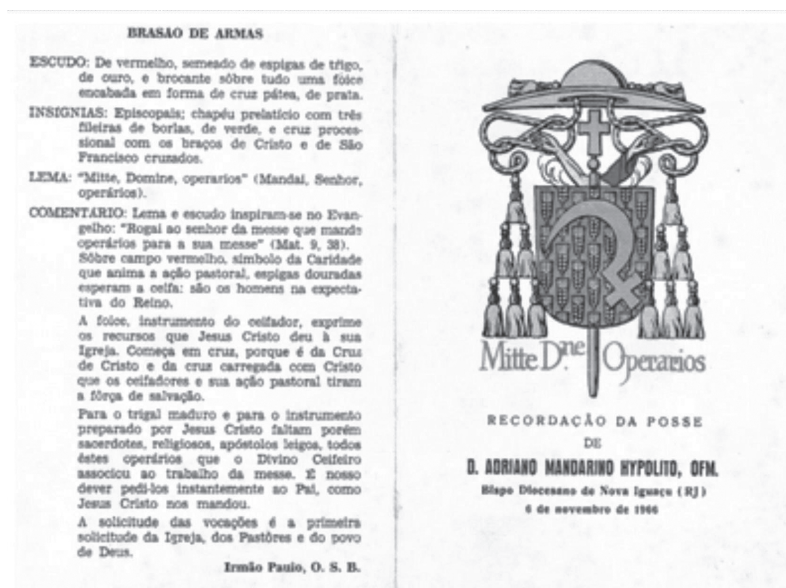 BRASÃO DE ARMAS
ESCUDO: De vermelho, semeado de espigas de trigo,
de ouro, e brocante sôbre tudo uma foice
encabada em forma de cruz pátea, de prata.
INSÍGNIAS: Episcopais; chapéu prelatício com três
fileiras de borlas, de verde, e cruz proces-
sional com os braços de Cristo e de São
Francisco cruzados.
LEMA: "Mitte, Domine, operarios" (Mandai, Senhor,
operários).
COMENTÁRIO: Lema e escudo inspiram-se no Evan-
gelho: "Rogai ao senhor da messe que mande
operários para a sua messe" (Mat. 9, 38).
Sôbre campo vermelho, símbolo da Caridade
que anima a ação pastoral, espigas douradas
esperam a ceifa: são os homens na expecta-
tiva do Reino.
A foice, instrumento do ceifador, exprime
os recursos que Jesus Cristo deu à sua
Igreja. Começa em cruz, porque é da Cruz
de Cristo e da cruz carregada com Cristo
que os ceifadores e sua ação pastoral tiram
a fôrça de salvação.
Para o trigal maduro e para o instrumento
preparado por Jesus Cristo faltam porém
sacerdotes, religiosos, apóstolos leigos, todos
êstes operários que o Divino Ceifeiro
associou ao trabalho da messe. É nosso
dever pedi-los instantemente ao Pai, como
Jesus Cristo nos mandou.
A solicitude das vocações é a primeira
solicitude da Igreja, dos Pastôres e do povo
de Deus.
Irmão Paulo, O. S. B.
Mitte D.ne Operarios
RECORDAÇÃO DA POSSE
DE
D. ADRIANO MANDARINO HYPOLITO, OFM.
Bispo Diocesano de Nova Iguaçu (RJ)
6 de novembro de 1966